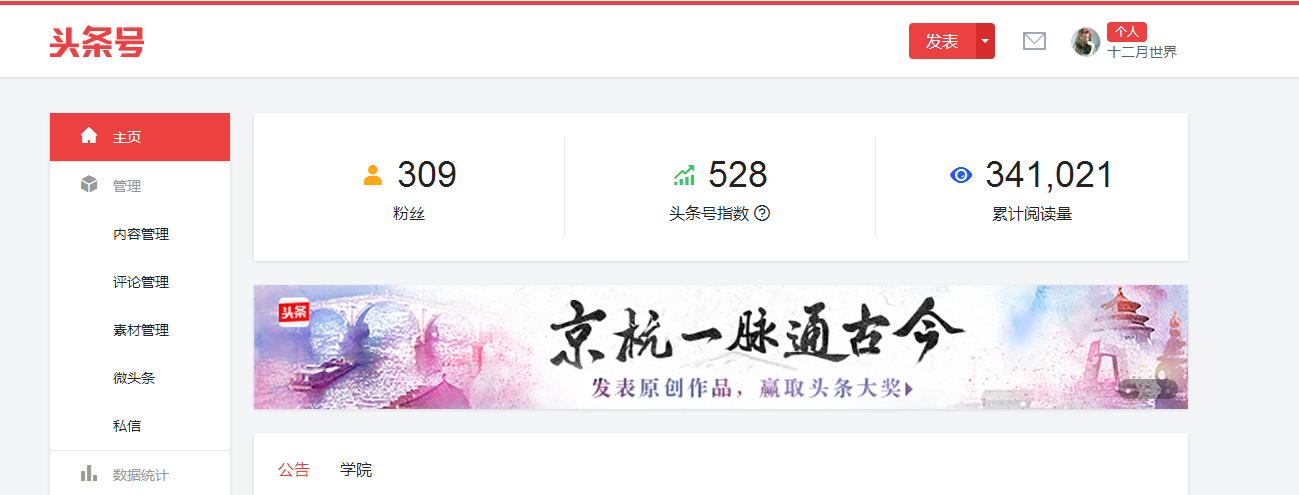 头条号
发表
个人
十二月世界
主页
管理
内容管理
评论管理
素材管理
微头条
私信
数据统计
309
粉丝
528
头条号指数
341,021
累计阅读量
头条
京杭一脉通古今
发表原创作品，赢取头条大奖
公告 学院